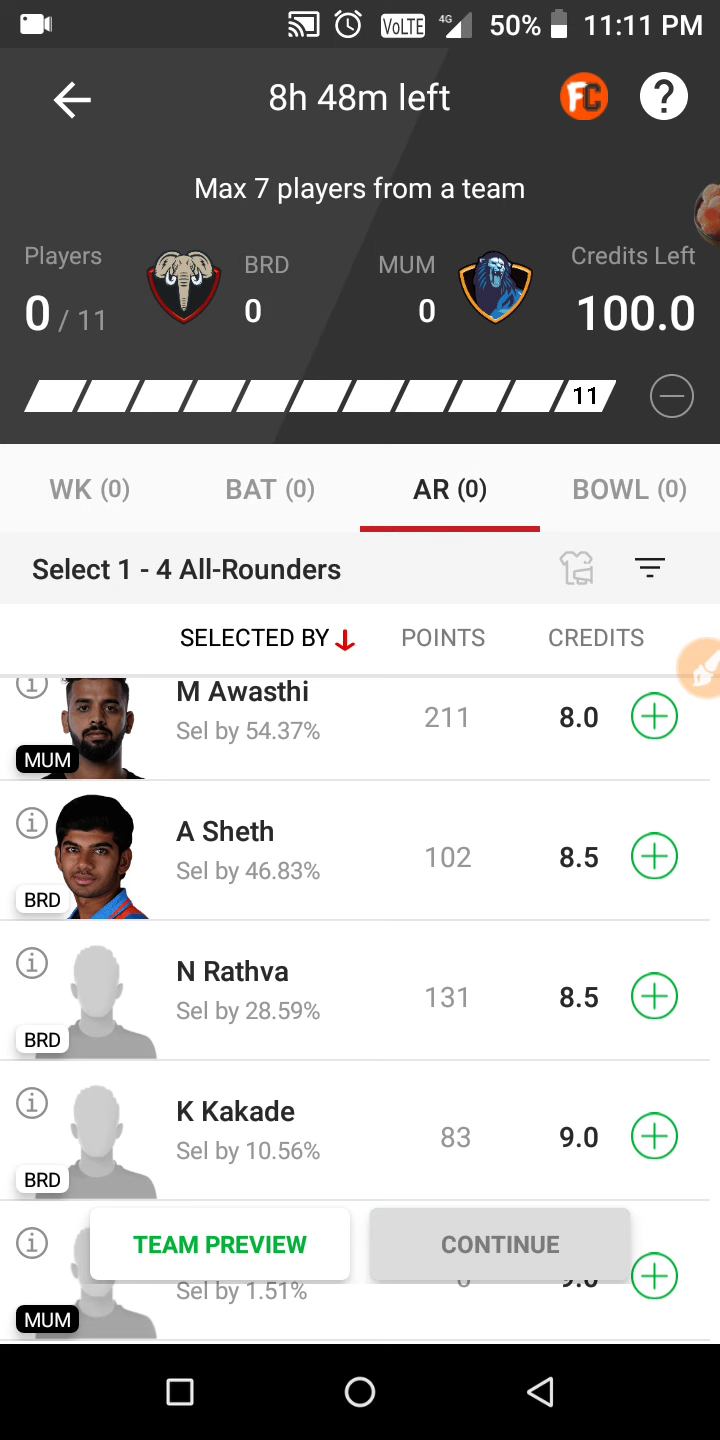 VoLTE 4G 50% 11:11 PM
8h 48m left FC ?
Max 7 players from a team
Players BRD MUM Credits Left
0 / 11 0 0 100.0
11
WK (0) BAT (0) AR (0) BOWL (0)
Select 1 - 4 All-Rounders
SELECTED BY POINTS CREDITS
M Awasthi
Sel by 54.37% 211 8.0
MUM
A Sheth
Sel by 46.83% 102 8.5
BRD
N Rathva
Sel by 28.59% 131 8.5
BRD
K Kakade
Sel by 10.56% 83 9.0
BRD
TEAM PREVIEW CONTINUE
Sel by 1.51% 0 9.0
MUM